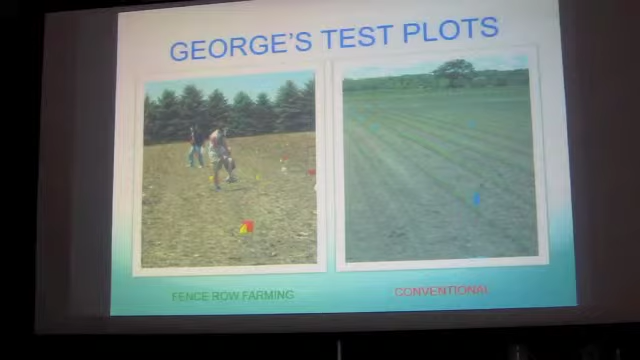 GEORGE'S TEST PLOTS
FENCE ROW FARMING
CONVENTIONAL